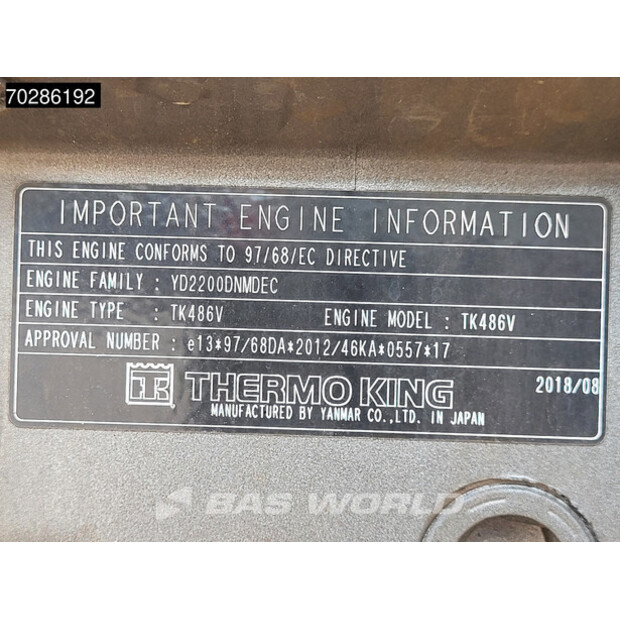 70286192
IMPORTANT ENGINE INFORMATION
THIS ENGINE CONFORMS TO 97/68/EC DIRECTIVE
ENGINE FAMILY : YD2200DNMDEC
ENGINE TYPE : TK486V ENGINE MODEL : TK486V
APPROVAL NUMBER : e13*97/68DA*2012/46KA*0557*17
TK THERMO KING 2018/08
MANUFACTURED BY YANMAR CO.,LTD. IN JAPAN
BAS WORLD